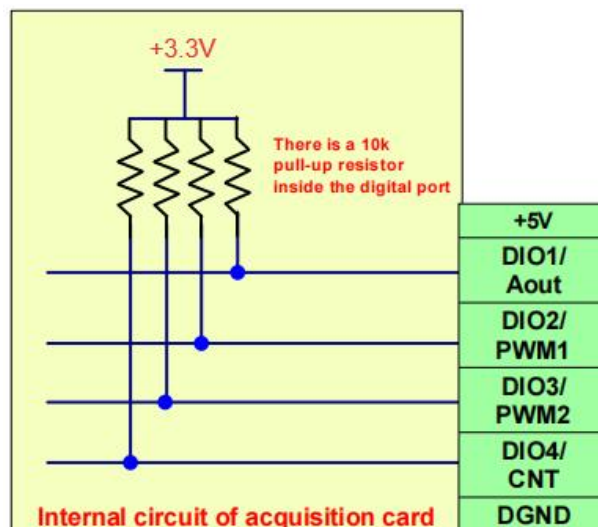 +3.3V
There is a 10k
pull-up resistor
inside the digital port
+5V
DIO1/
Aout
DIO2/
PWM1
DIO3/
PWM2
DIO4/
CNT
DGND
Internal circuit of acquisition card